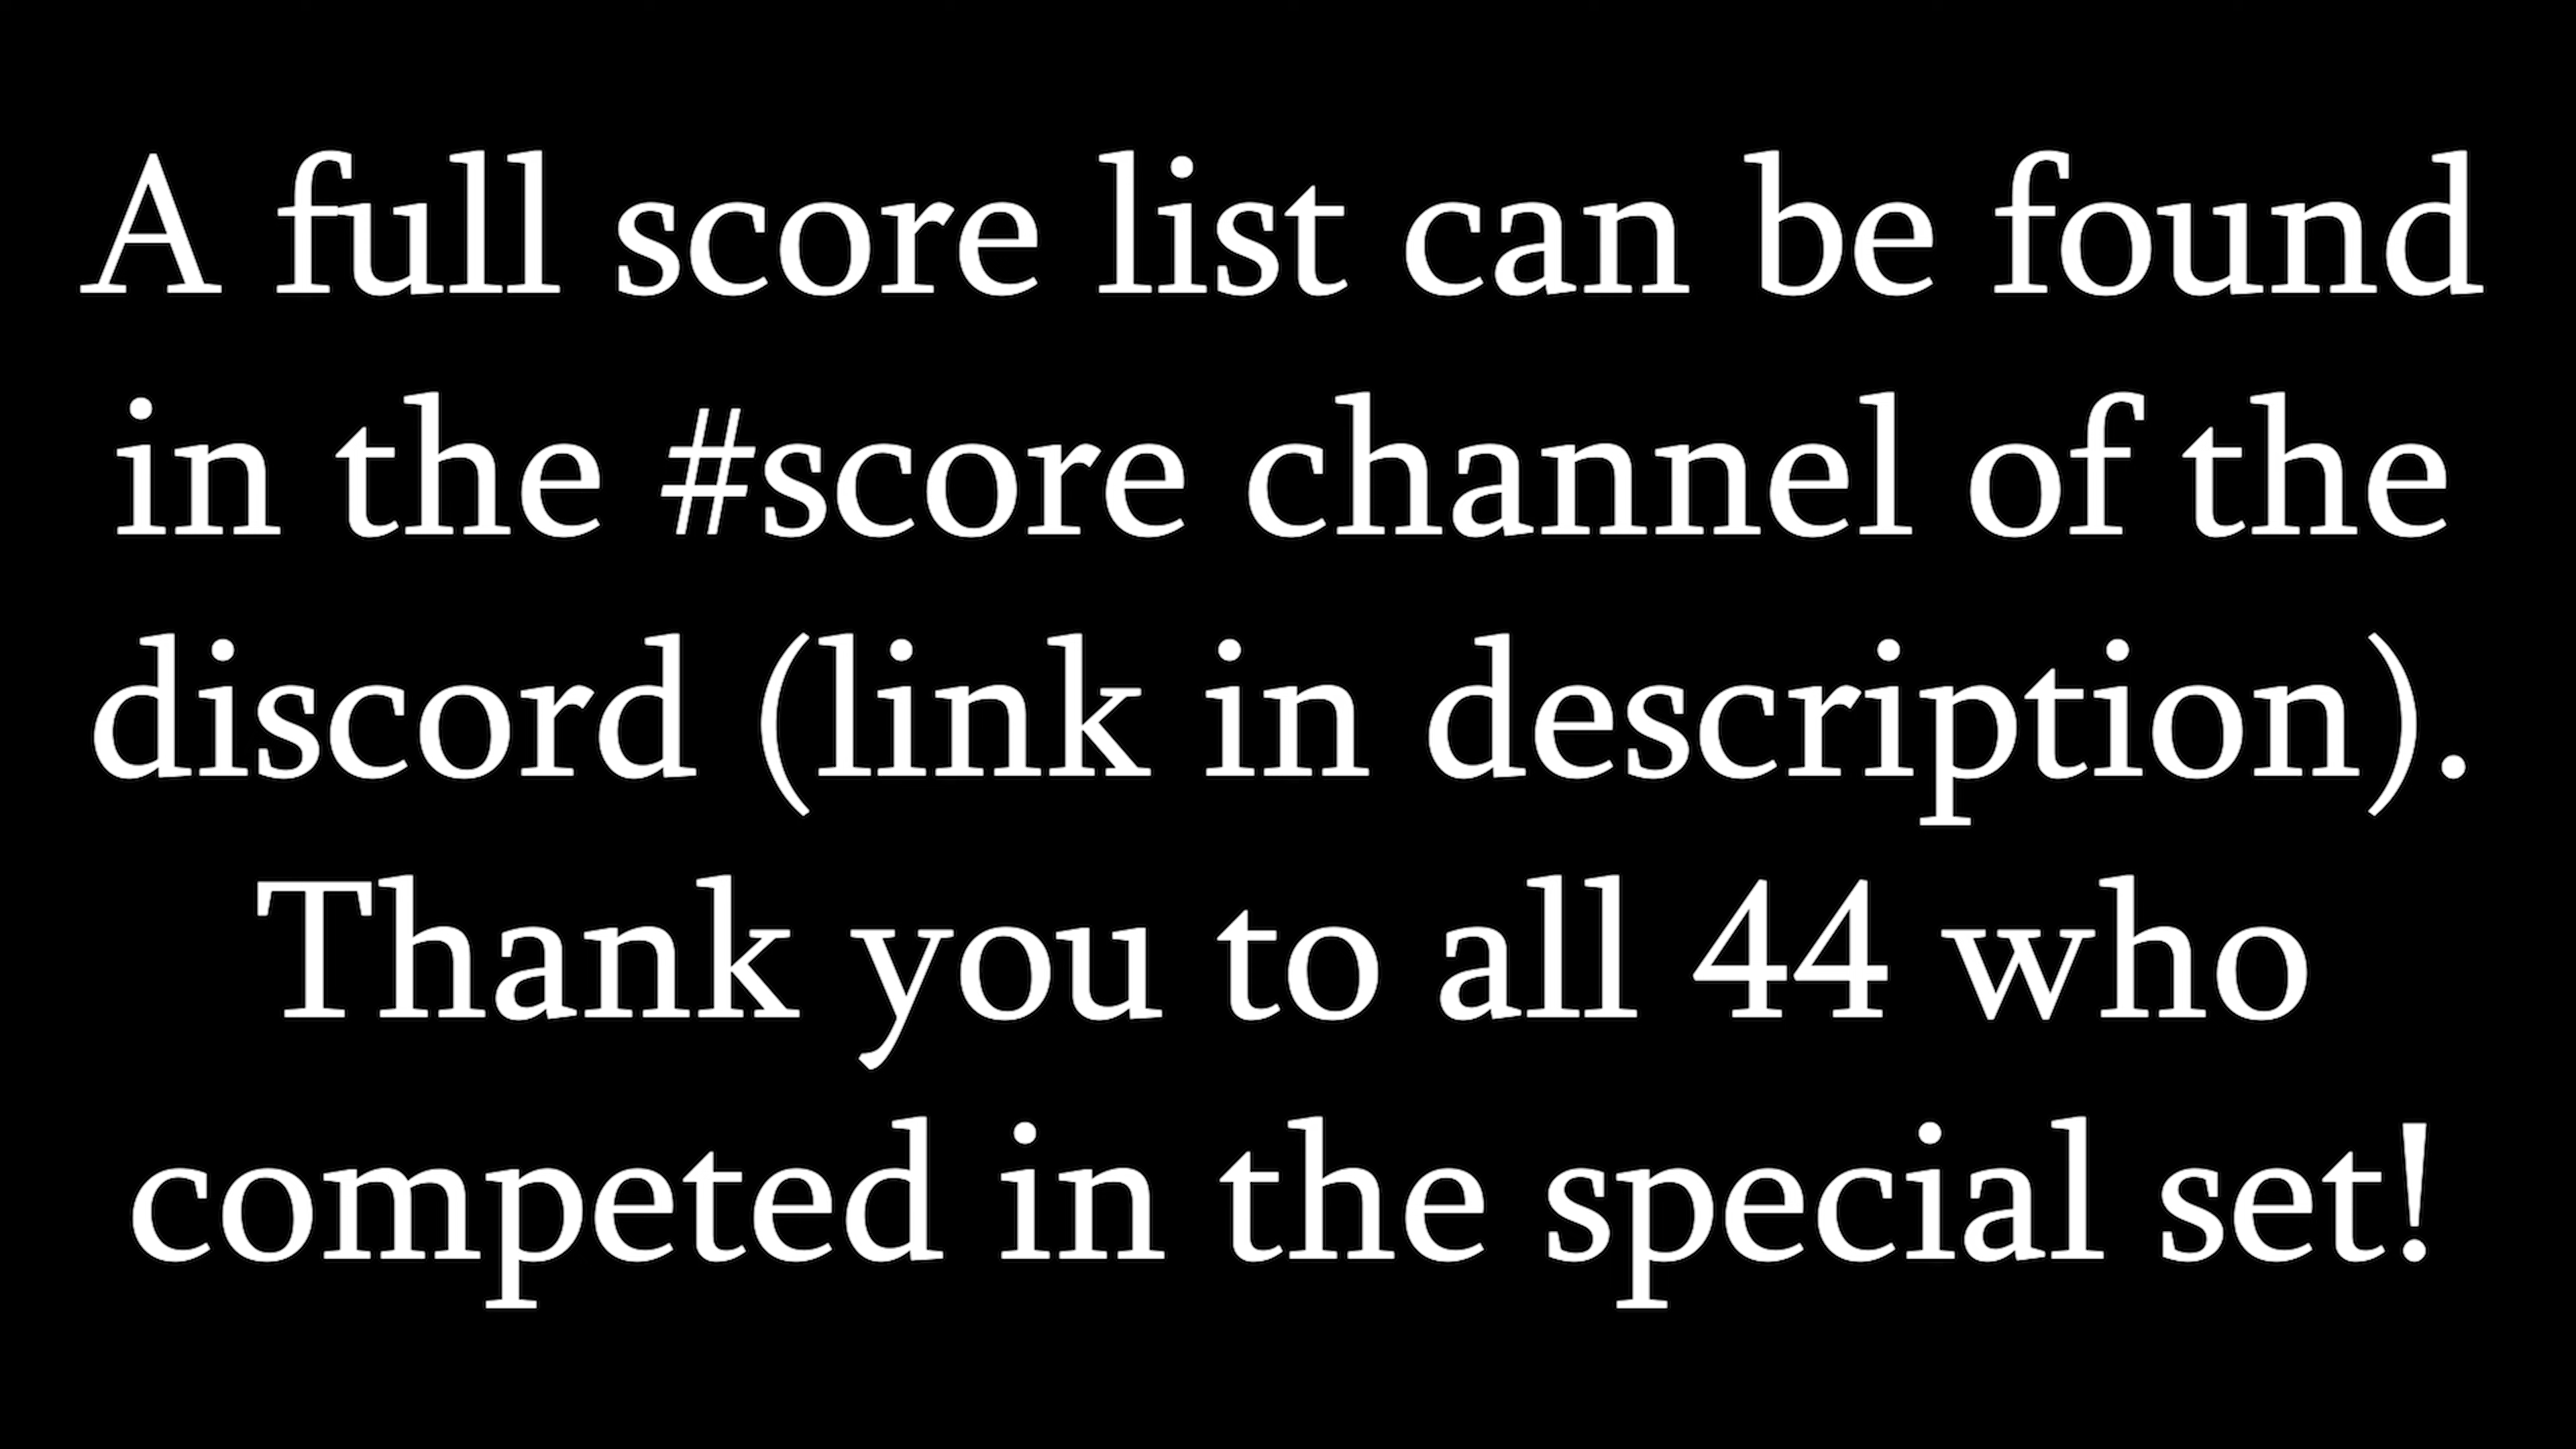 A full score list can be found
in the #score channel of the
discord (link in description).
Thank you to all 44 who
competed in the special set!